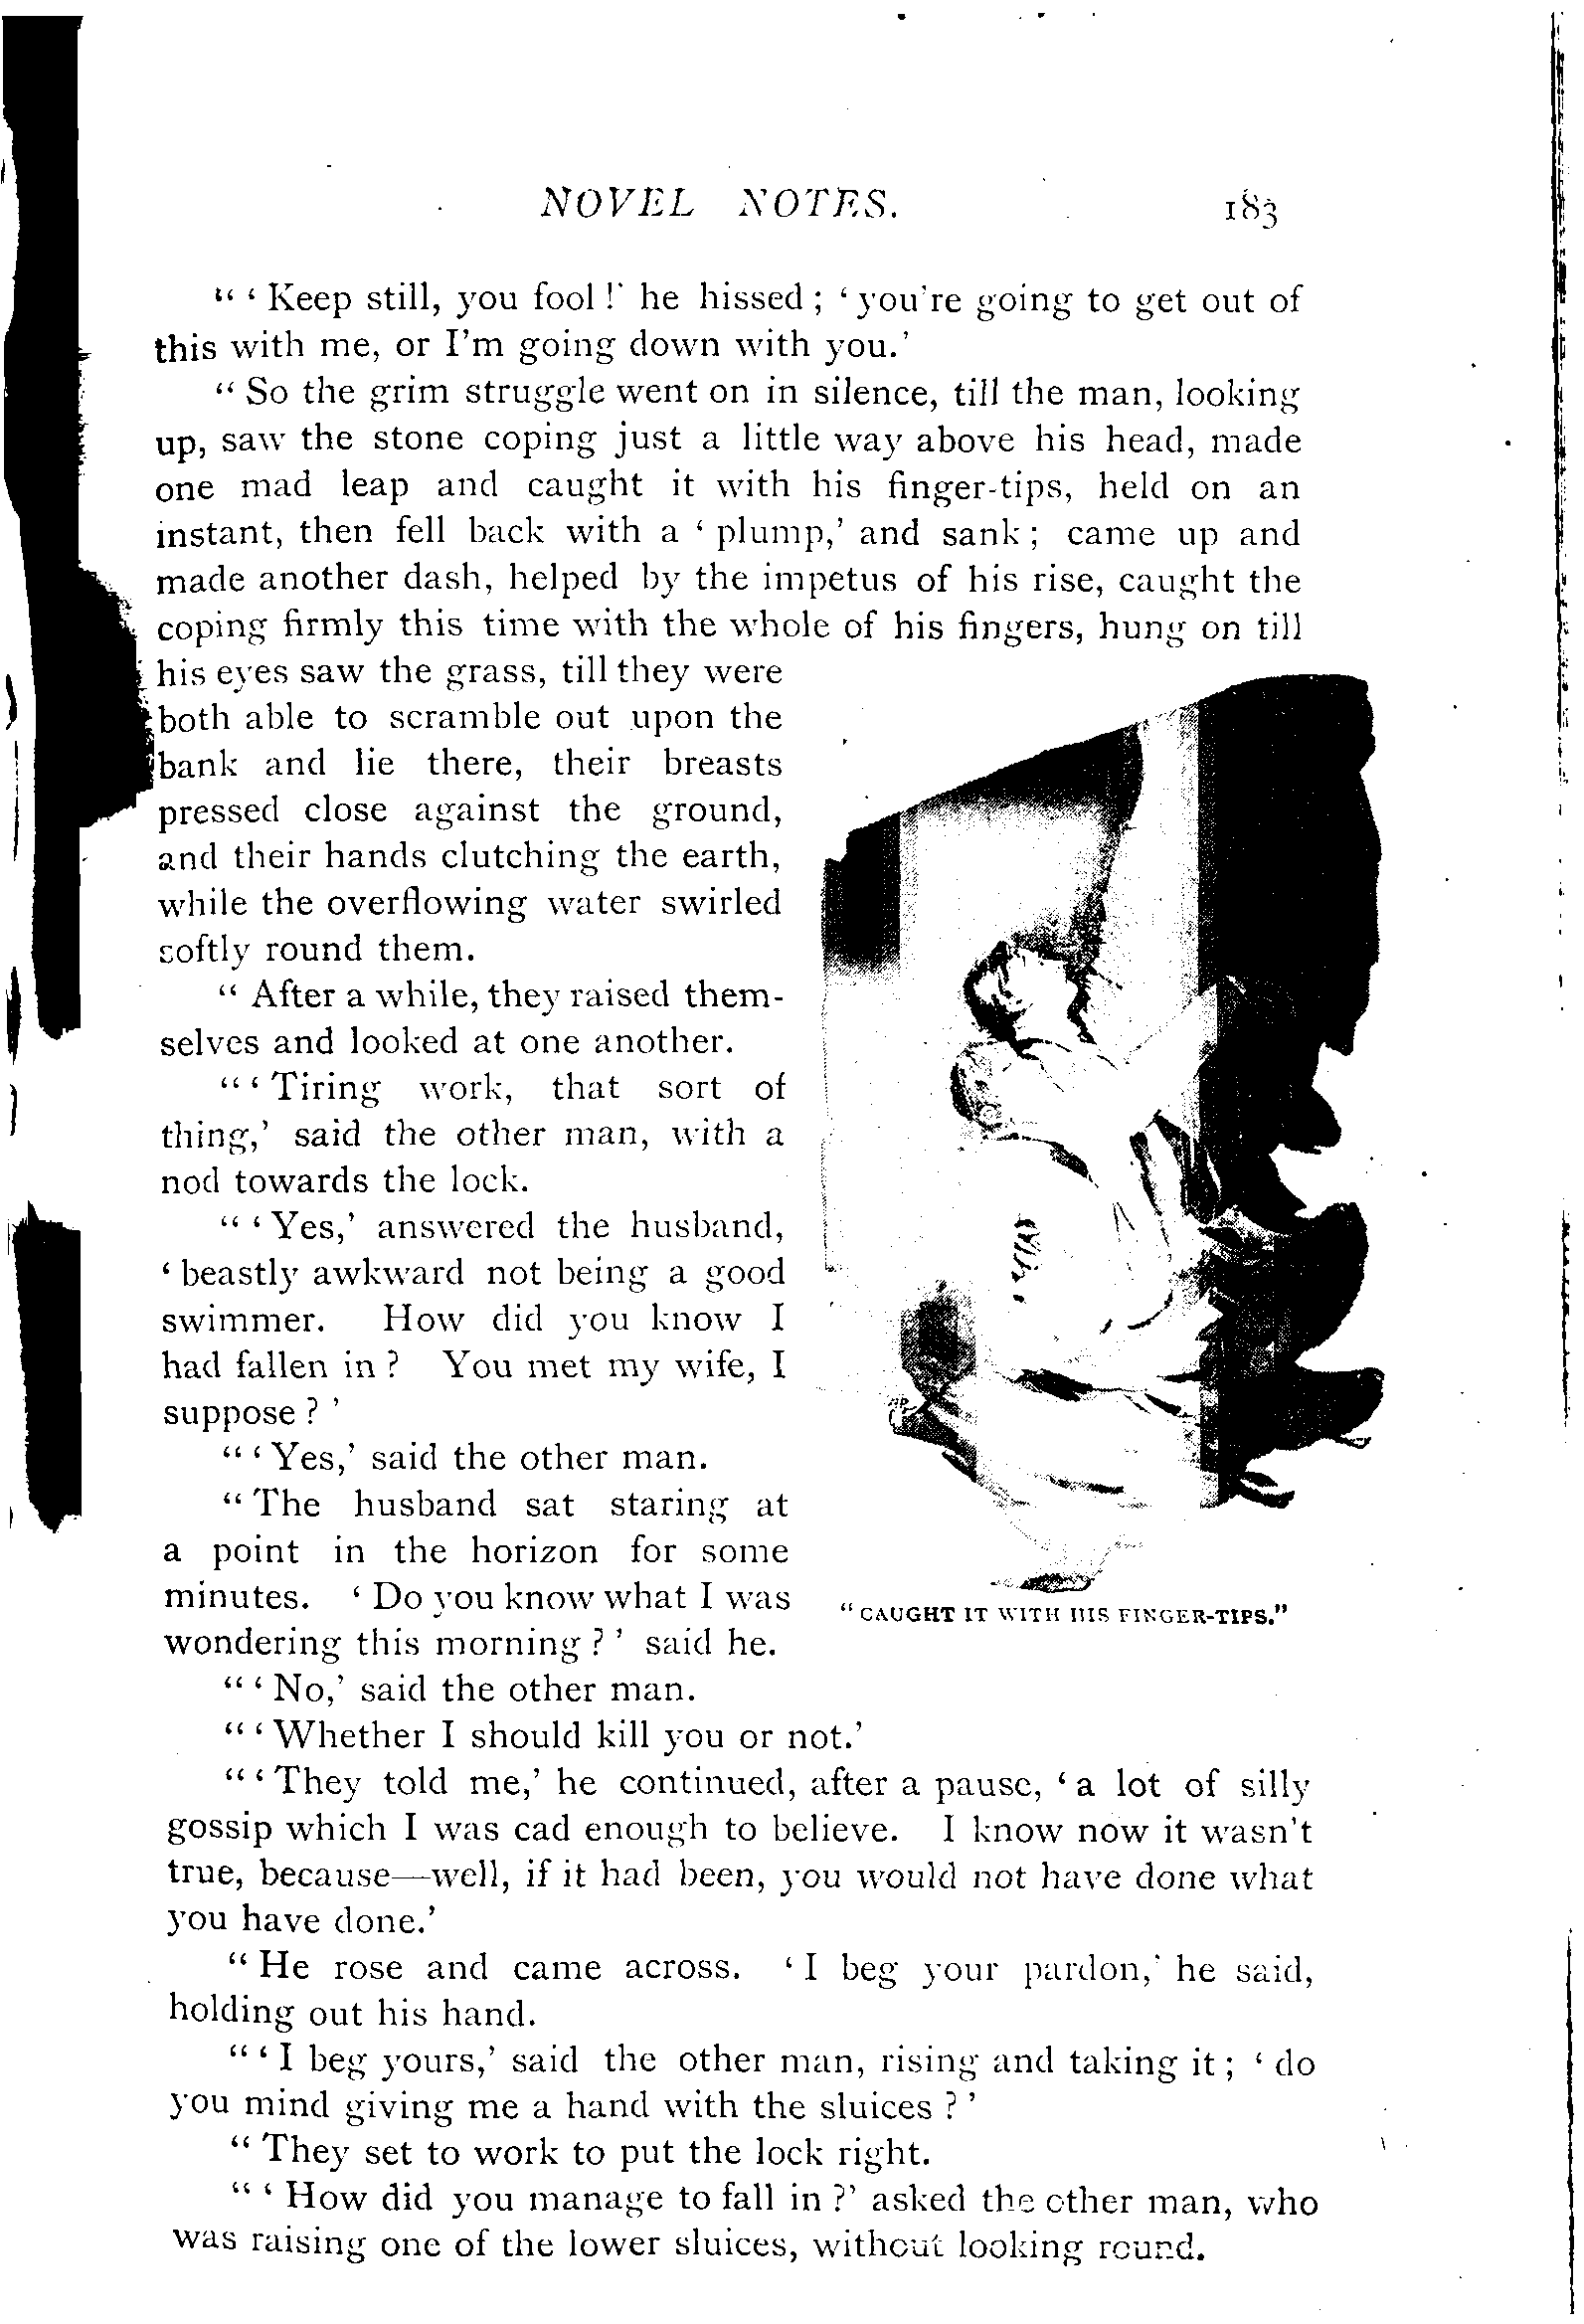 NOVEL NOTES. 183
“ ‘ Keep still, you fool !’ he hissed ; ‘ you're going to get out of
this with me, or I'm going down with you.’
“ So the grim struggle went on in silence, till the man, looking
up, saw the stone coping just a little way above his head, made
one mad leap and caught it with his finger-tips, held on an
instant, then fell back with a ‘ plump,’ and sank ; came up and
made another dash, helped by the impetus of his rise, caught the
coping firmly this time with the whole of his fingers, hung on till
his eyes saw the grass, till they were
both able to scramble out upon the
bank and lie there, their breasts
pressed close against the ground,
and their hands clutching the earth,
while the overflowing water swirled
softly round them.
“ After a while, they raised them-
selves and looked at one another.
“ ‘ Tiring work, that sort of
thing,’ said the other man, with a
nod towards the lock.
“ ‘ Yes,’ answered the husband,
‘ beastly awkward not being a good
swimmer. How did you know I
had fallen in ? You met my wife, I
suppose ? ’
“ ‘ Yes,’ said the other man.
“ The husband sat staring at
a point in the horizon for some
minutes. ‘ Do you know what I was
wondering this morning ? ’ said he.
“CAUGHT IT WITH HIS FINGER-TIPS.”
“ ‘ No,’ said the other man.
“ ‘ Whether I should kill you or not.’
“ ‘ They told me,’ he continued, after a pause, ‘ a lot of silly
gossip which I was cad enough to believe. I know now it wasn't
true, because—well, if it had been, you would not have done what
you have done.’
“ He rose and came across. ‘ I beg your pardon,’ he said,
holding out his hand.
“ ‘ I beg yours,’ said the other man, rising and taking it ; ‘ do
you mind giving me a hand with the sluices ? ’
“ They set to work to put the lock right.
“ ‘ How did you manage to fall in ?’ asked the other man, who
was raising one of the lower sluices, without looking round.